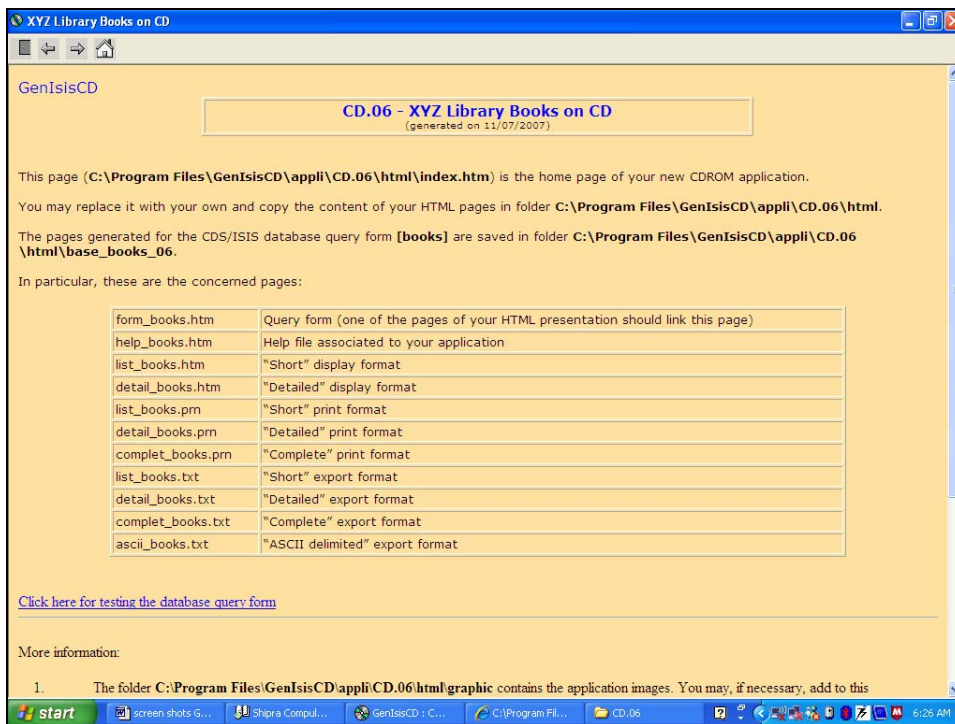 XYZ Library Books on CD
GenIsisCD
CD.06 - XYZ Library Books on CD
(generated on 11/07/2007)
This page (C:\Program Files\GenIsisCD\appli\CD.06\html\index.htm) is the home page of your new CDROM application.
You may replace it with your own and copy the content of your HTML pages in folder C:\Program Files\GenIsisCD\appli\CD.06\html.
The pages generated for the CDS/ISIS database query form [books] are saved in folder C:\Program Files\GenIsisCD\appli\CD.06
\html\base_books_06.
In particular, these are the concerned pages:
form_books.htm Query form (one of the pages of your HTML presentation should link this page)
help_books.htm Help file associated to your application
list_books.htm "Short" display format
detail_books.htm "Detailed" display format
list_books.prn "Short" print format
detail_books.prn "Detailed" print format
complet_books.prn "Complete" print format
list_books.txt "Short" export format
detail_books.txt "Detailed" export format
complet_books.txt "Complete" export format
ascii_books.txt "ASCII delimited" export format
Click here for testing the database query form
More information:
1. The folder C:\Program Files\GenIsisCD\appli\CD.06\html\graphic contains the application images. You may, if necessary, add to this
start screen shots G... Shipra Compul... GenIsisCD : C... C:\Program Fil... CD.06 6:26 AM